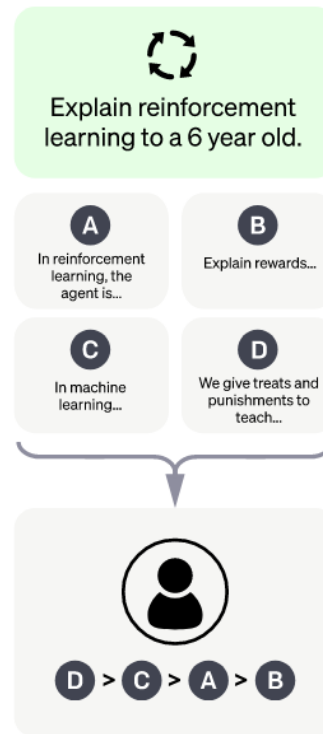 Explain reinforcement
learning to a 6 year old.
A
B
In reinforcement
learning, the
agent is...
Explain rewards...
C
D
In machine
learning...
We give treats and
punishments to
teach...
D > C > A > B